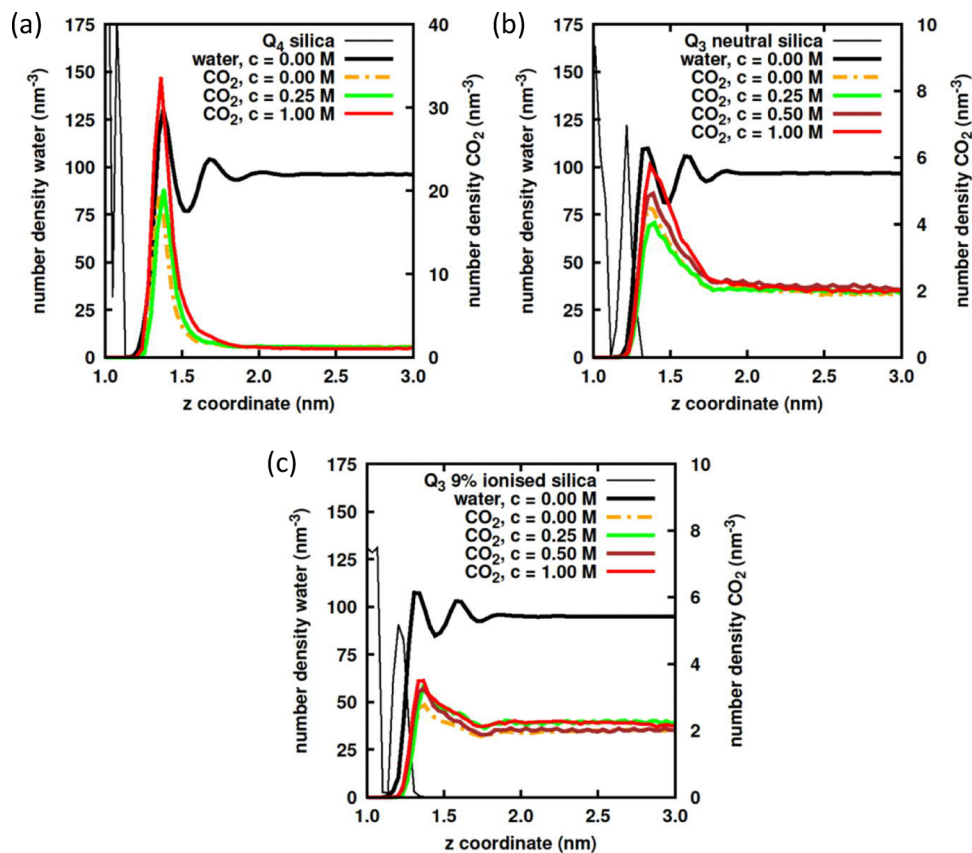 (a)
175
150
125
100
75
50
25
0
number density water (nm-3)
Q4 silica
water, c = 0.00 M
CO2, c = 0.00 M
CO2, c = 0.25 M
CO2, c = 1.00 M
40
30
20
10
0
number density CO2 (nm-3)
1.0 1.5 2.0 2.5 3.0
z coordinate (nm)
(b)
175
150
125
100
75
50
25
0
number density water (nm-3)
Q3 neutral silica
water, c = 0.00 M
CO2, c = 0.00 M
CO2, c = 0.25 M
CO2, c = 0.50 M
CO2, c = 1.00 M
10
8
6
4
2
0
number density CO2 (nm-3)
1.0 1.5 2.0 2.5 3.0
z coordinate (nm)
(c)
175
150
125
100
75
50
25
0
number density water (nm-3)
Q3 9% ionised silica
water, c = 0.00 M
CO2, c = 0.00 M
CO2, c = 0.25 M
CO2, c = 0.50 M
CO2, c = 1.00 M
10
8
6
4
2
0
number density CO2 (nm-3)
1.0 1.5 2.0 2.5 3.0
z coordinate (nm)